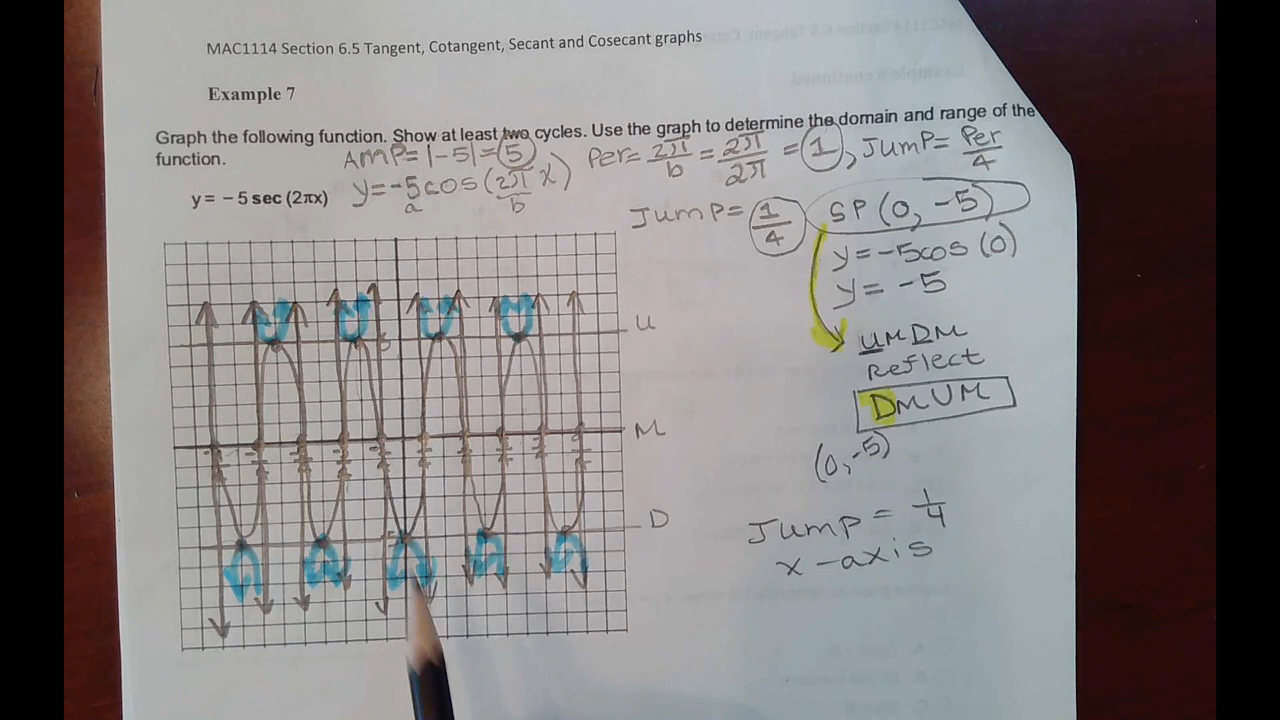 MAC1114 Section 6.5 Tangent, Cotangent, Secant and Cosecant graphs
Example 7
Graph the following function. Show at least two cycles. Use the graph to determine the domain and range of the
function.
AMP= |-5| = 5
Per= 2π/b = 2π/2π = 1, Jump= Per/4
y = – 5 sec (2πx)
y=-5cos(2πx)
a b
Jump= 1/4
SP (0, -5)
y=-5cos(0)
y= -5
U
UMDM
Reflect
DMUM
5
M
(0,-5)
-5
D
Jump = 1/4
x-axis